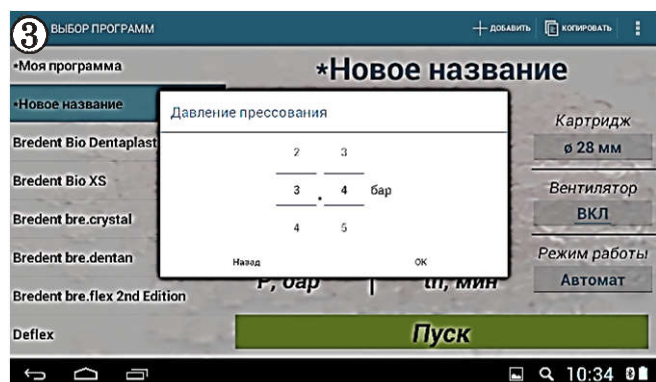 3
ВЫБОР ПРОГРАММ
ДОБАВИТЬ
КОПИРОВАТЬ
*Моя программа
*Новое название
Bredent Bio Dentaplast
Bredent Bio XS
Bredent bre.crystal
Bredent bre.dentan
Bredent bre.flex 2nd Edition
Deflex
*Новое название
Давление прессования
2 3
3 . 4 бар
4 5
Назад ОК
P, бар
tп, мин
Картридж
ø 28 мм
Вентилятор
ВКЛ
Режим работы
Автомат
Пуск
10:34